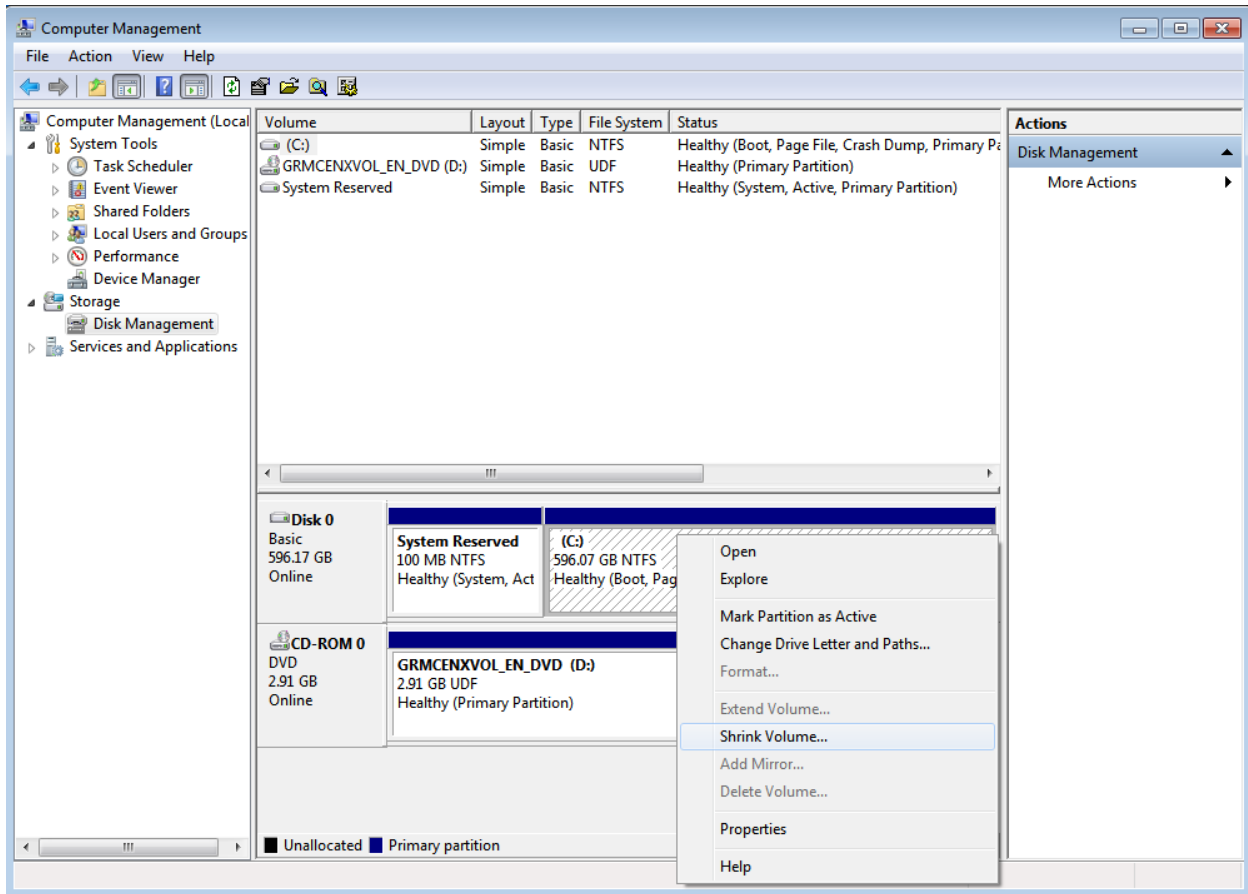 Computer Management
File Action View Help
Computer Management (Local
System Tools
Task Scheduler
Event Viewer
Shared Folders
Local Users and Groups
Performance
Device Manager
Storage
Disk Management
Services and Applications
Volume Layout Type File System Status
(C:) Simple Basic NTFS Healthy (Boot, Page File, Crash Dump, Primary Pa
GRMCENXVOL_EN_DVD (D:) Simple Basic UDF Healthy (Primary Partition)
System Reserved Simple Basic NTFS Healthy (System, Active, Primary Partition)
Disk 0
Basic
596.17 GB
Online
System Reserved
100 MB NTFS
Healthy (System, Act
(C:)
596.07 GB NTFS
Healthy (Boot, Pag
CD-ROM 0
DVD
2.91 GB
Online
GRMCENXVOL_EN_DVD (D:)
2.91 GB UDF
Healthy (Primary Partition)
Unallocated Primary partition
Open
Explore
Mark Partition as Active
Change Drive Letter and Paths...
Format...
Extend Volume...
Shrink Volume...
Add Mirror...
Delete Volume...
Properties
Help
Actions
Disk Management
More Actions